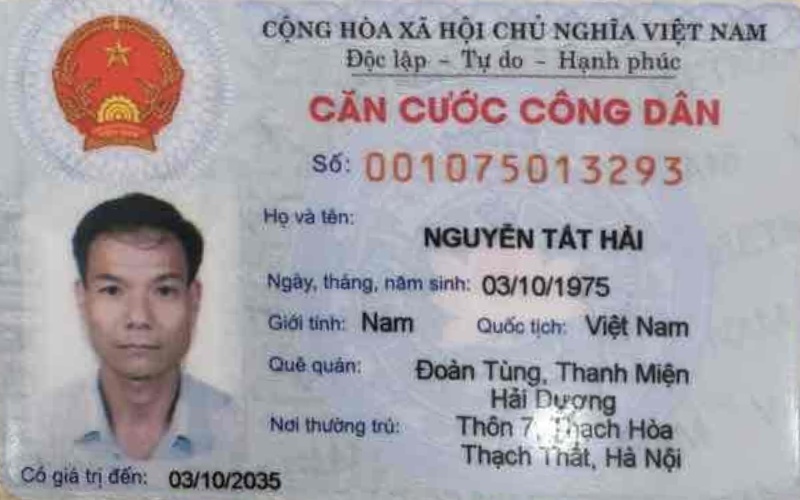 CỘNG HÒA XÃ HỘI CHỦ NGHĨA VIỆT NAM
Độc lập - Tự do - Hạnh phúc
CĂN CƯỚC CÔNG DÂN
Số: 001075013293
Họ và tên:
NGUYỄN TẤT HẢI
Ngày, tháng, năm sinh: 03/10/1975
Giới tính: Nam Quốc tịch: Việt Nam
Quê quán: Đoàn Tùng, Thanh Miện
Hải Dương
Nơi thường trú: Thôn 7, Thạch Hòa
Thạch Thất, Hà Nội
Có giá trị đến: 03/10/2035